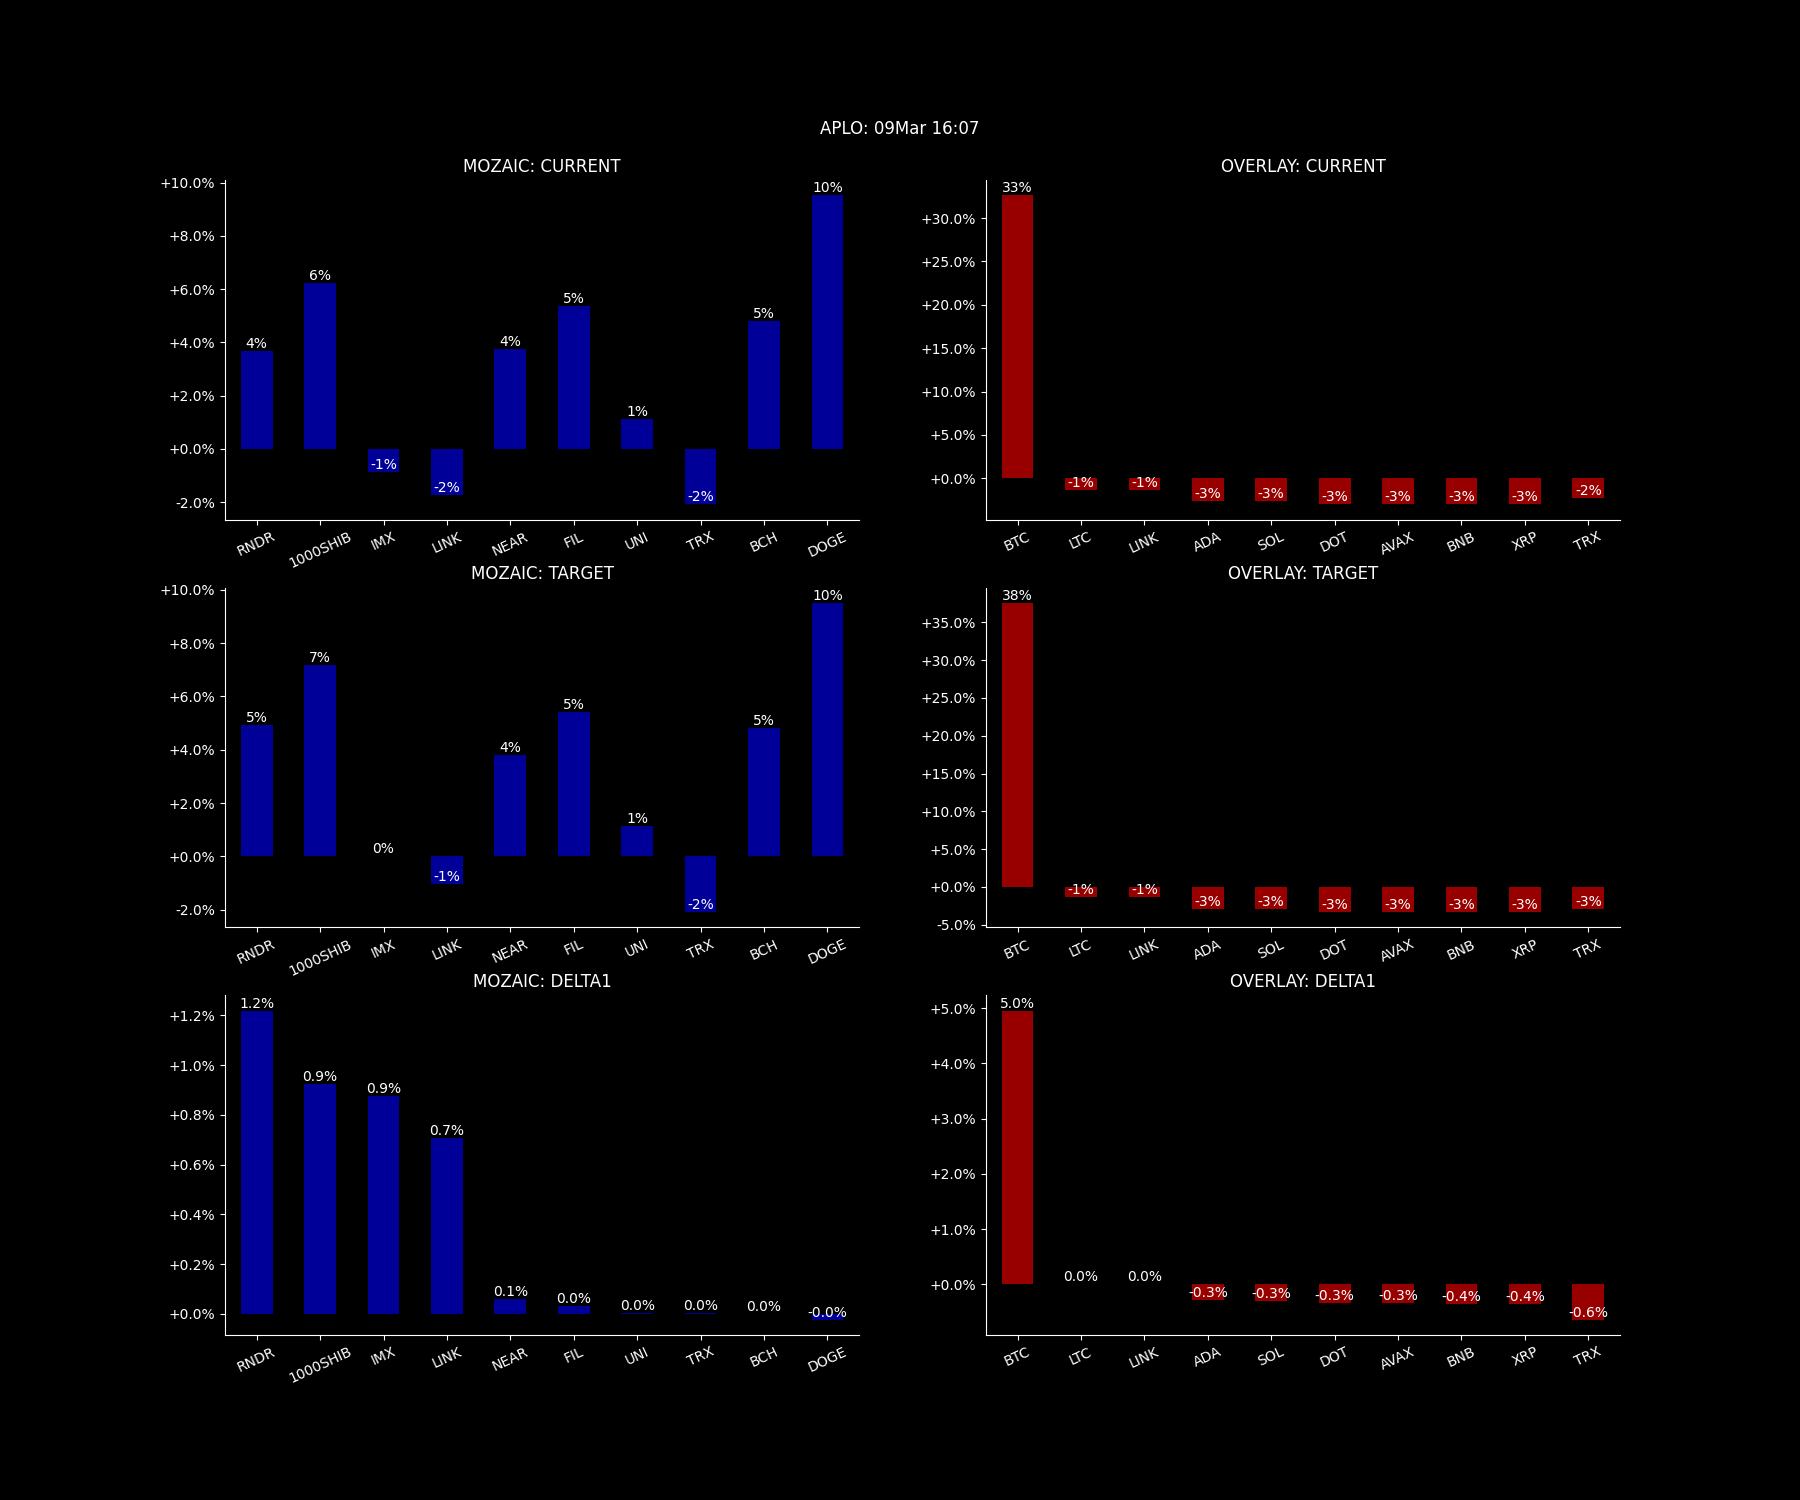 APLO: 09Mar 16:07
MOZAIC: CURRENT
+10.0%
+8.0%
+6.0%
+4.0%
+2.0%
+0.0%
-2.0%
4%
6%
-1%
-2%
4%
5%
1%
-2%
5%
10%
RNDR
1000SHIB
IMX
LINK
NEAR
FIL
UNI
TRX
BCH
DOGE
OVERLAY: CURRENT
+30.0%
+25.0%
+20.0%
+15.0%
+10.0%
+5.0%
+0.0%
33%
-1%
-1%
-3%
-3%
-3%
-3%
-3%
-3%
-2%
BTC
LTC
LINK
ADA
SOL
DOT
AVAX
BNB
XRP
TRX
MOZAIC: TARGET
+10.0%
+8.0%
+6.0%
+4.0%
+2.0%
+0.0%
-2.0%
5%
7%
0%
-1%
4%
5%
1%
-2%
5%
10%
RNDR
1000SHIB
IMX
LINK
NEAR
FIL
UNI
TRX
BCH
DOGE
OVERLAY: TARGET
+35.0%
+30.0%
+25.0%
+20.0%
+15.0%
+10.0%
+5.0%
+0.0%
-5.0%
38%
-1%
-1%
-3%
-3%
-3%
-3%
-3%
-3%
-3%
BTC
LTC
LINK
ADA
SOL
DOT
AVAX
BNB
XRP
TRX
MOZAIC: DELTA1
+1.2%
+1.0%
+0.8%
+0.6%
+0.4%
+0.2%
+0.0%
1.2%
0.9%
0.9%
0.7%
0.1%
0.0%
0.0%
0.0%
0.0%
-0.0%
RNDR
1000SHIB
IMX
LINK
NEAR
FIL
UNI
TRX
BCH
DOGE
OVERLAY: DELTA1
+5.0%
+4.0%
+3.0%
+2.0%
+1.0%
+0.0%
5.0%
0.0%
0.0%
-0.3%
-0.3%
-0.3%
-0.3%
-0.4%
-0.4%
-0.6%
BTC
LTC
LINK
ADA
SOL
DOT
AVAX
BNB
XRP
TRX